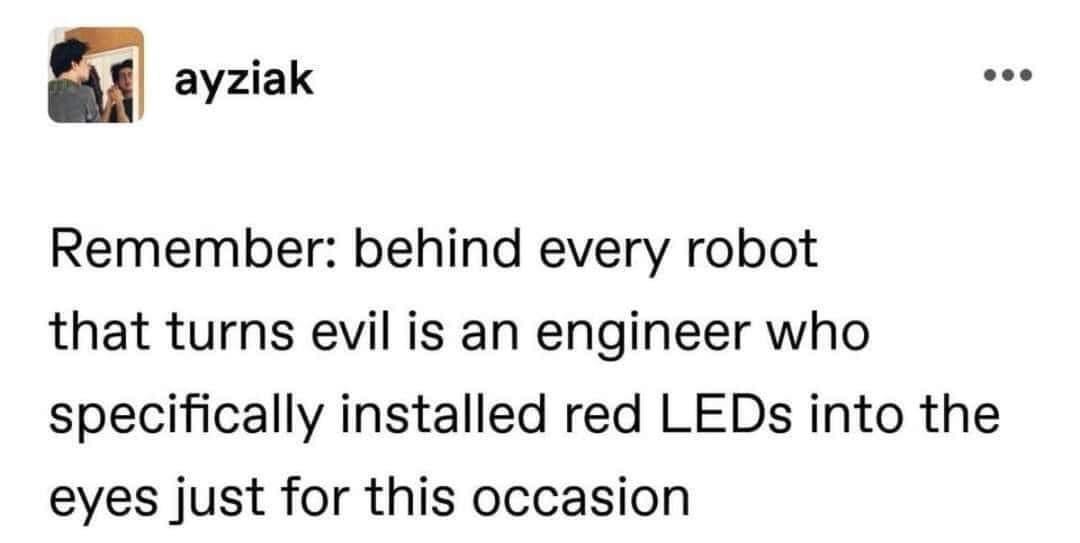 ayziak
Remember: behind every robot
that turns evil is an engineer who
specifically installed red LEDs into the
eyes just for this occasion